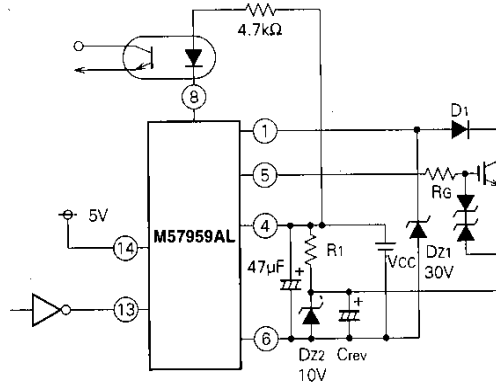 4.7kΩ
8
1
D1
5
RG
5V
M57959AL
4
R1
VCC
DZ1
30V
14
47µF
+
+
13
6
DZ2
Crev
10V